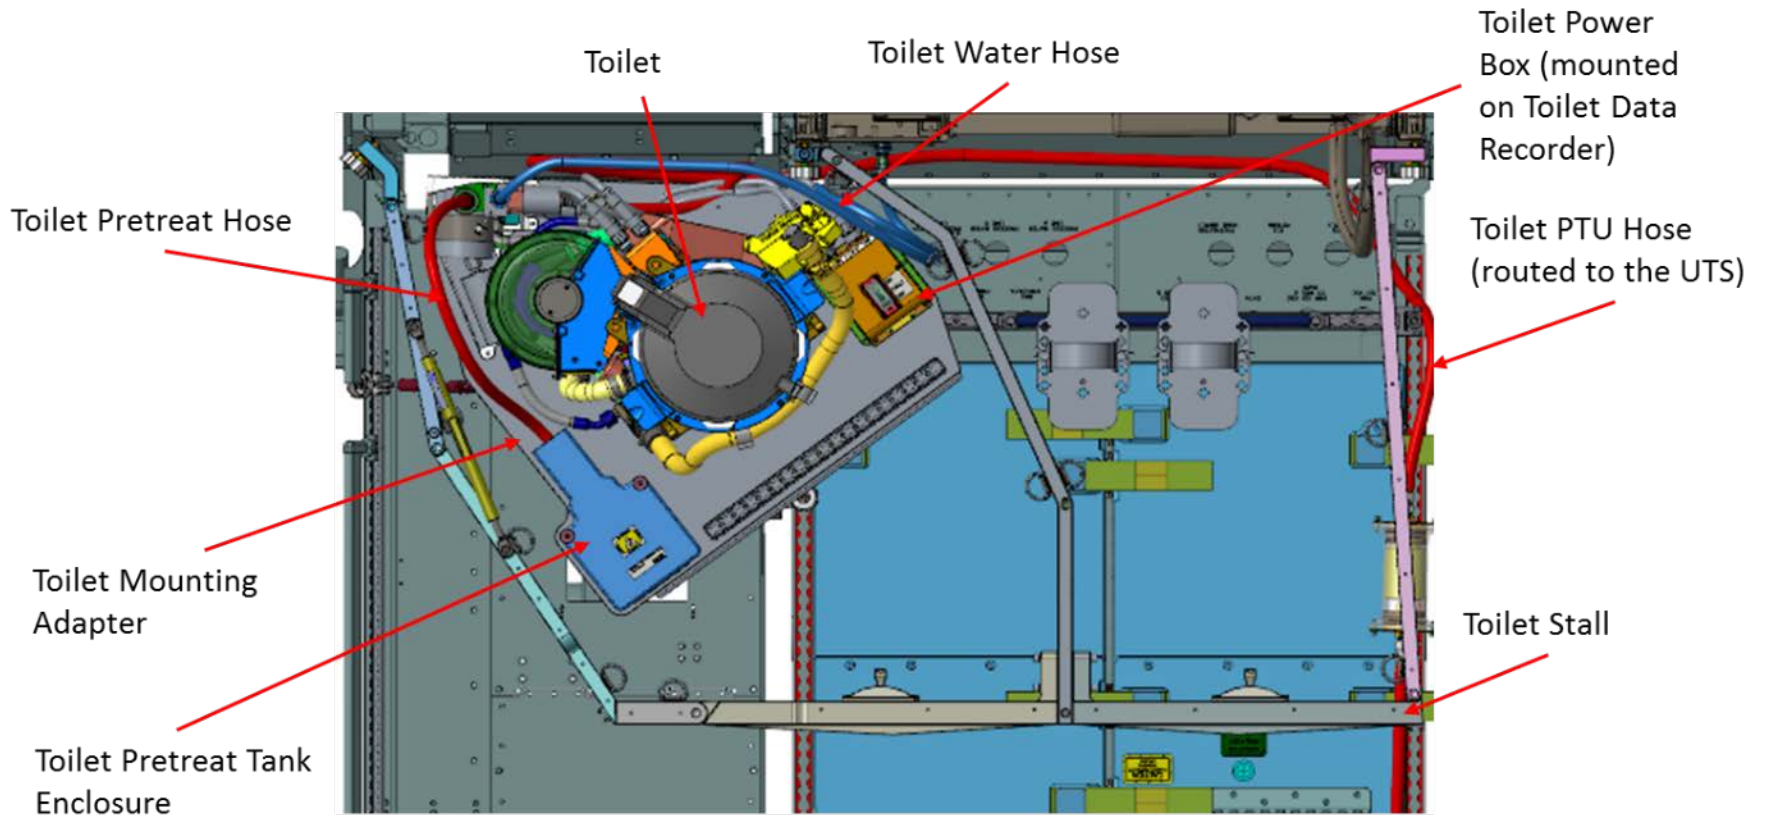 Toilet Power
Box (mounted
on Toilet Data
Recorder)
Toilet Water Hose
Toilet
Toilet Pretreat Hose
Toilet PTU Hose
(routed to the UTS)
Toilet Mounting
Adapter
Toilet Stall
Toilet Pretreat Tank
Enclosure